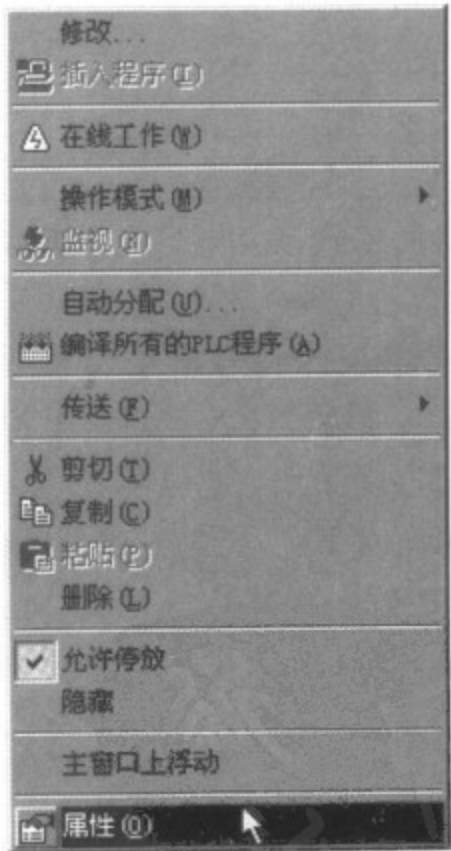 修改...
插入程序(I)
在线工作(W)
操作模式(M)
监视(H)
自动分配(U)...
编译所有的PLC程序(A)
传送(F)
剪切(T)
复制(C)
粘贴(P)
删除(L)
允许停放
隐藏
主窗口上浮动
属性(O)